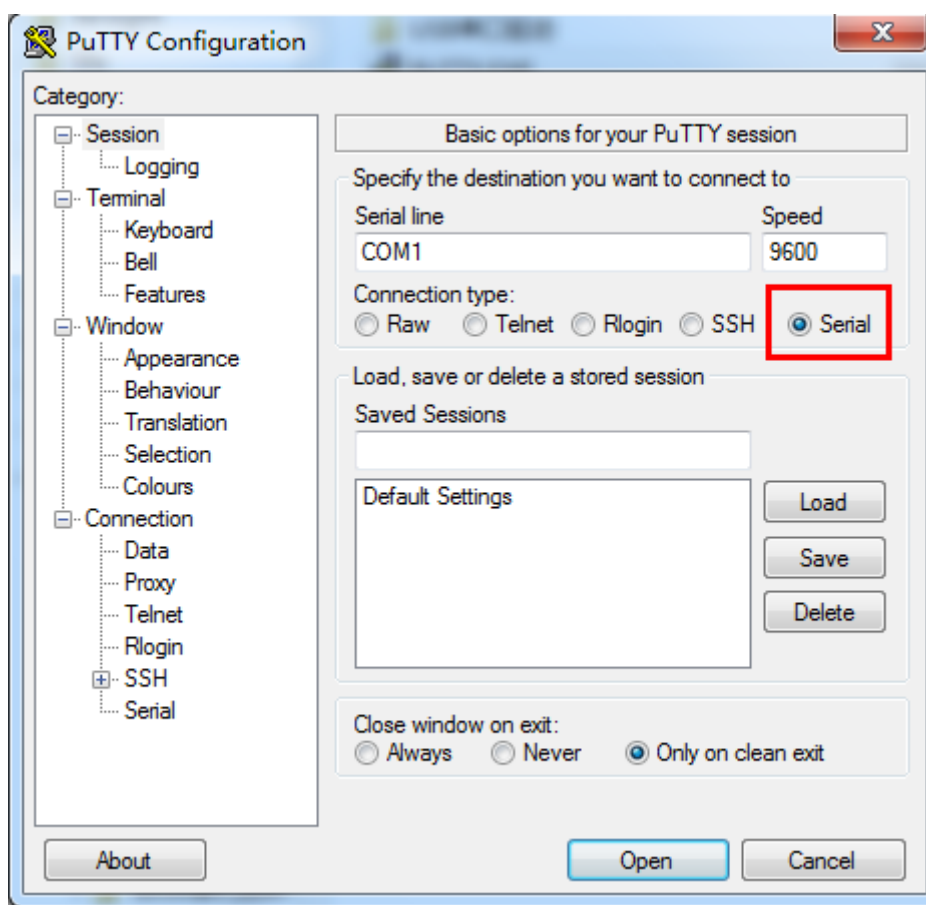 PuTTY Configuration
Category:
Session
Logging
Terminal
Keyboard
Bell
Features
Window
Appearance
Behaviour
Translation
Selection
Colours
Connection
Data
Proxy
Telnet
Rlogin
SSH
Serial
Basic options for your PuTTY session
Specify the destination you want to connect to
Serial line Speed
COM1 9600
Connection type:
Raw Telnet Rlogin SSH Serial
Load, save or delete a stored session
Saved Sessions
Default Settings
Load
Save
Delete
Close window on exit:
Always Never Only on clean exit
About Open Cancel